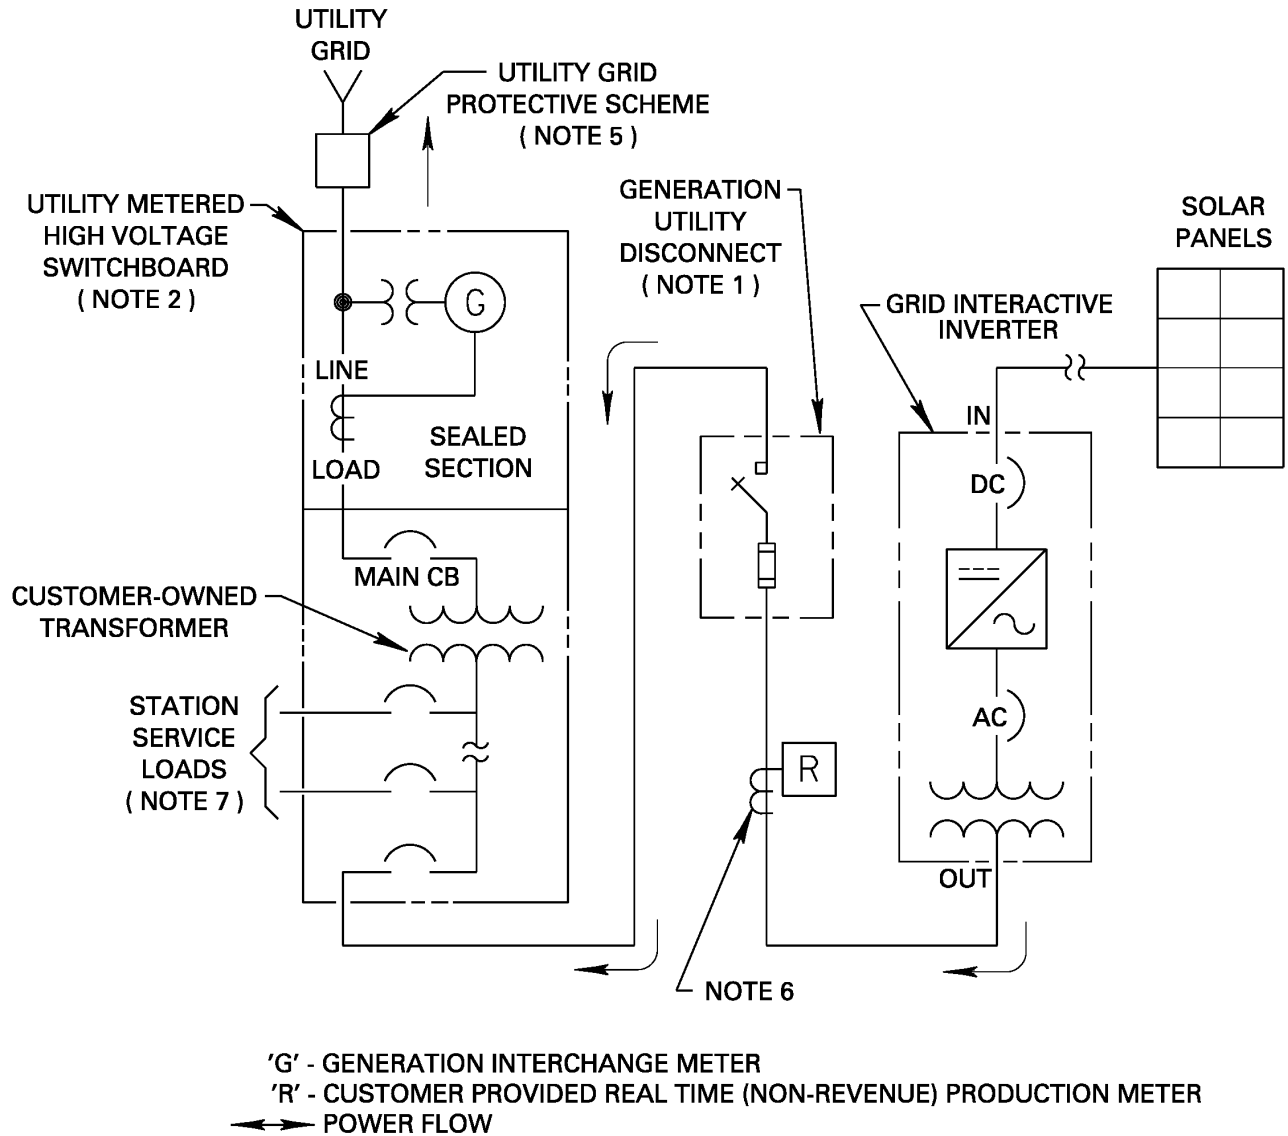 UTILITY
GRID
UTILITY GRID
PROTECTIVE SCHEME
( NOTE 5 )
UTILITY METERED
HIGH VOLTAGE
SWITCHBOARD
( NOTE 2 )
GENERATION
UTILITY
DISCONNECT
( NOTE 1 )
SOLAR
PANELS
GRID INTERACTIVE
INVERTER
G
LINE
LOAD
SEALED
SECTION
IN
DC
MAIN CB
CUSTOMER-OWNED
TRANSFORMER
STATION
SERVICE
LOADS
( NOTE 7 )
AC
R
OUT
NOTE 6
'G' - GENERATION INTERCHANGE METER
'R' - CUSTOMER PROVIDED REAL TIME (NON-REVENUE) PRODUCTION METER
POWER FLOW